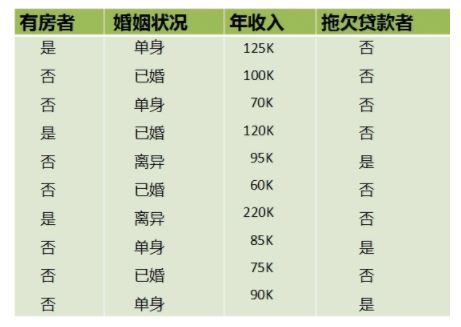 有房者 婚姻状况 年收入 拖欠贷款者
是 单身 125K 否
否 已婚 100K 否
否 单身 70K 否
是 已婚 120K 否
否 离异 95K 是
否 已婚 60K 否
是 离异 220K 否
否 单身 85K 是
否 已婚 75K 否
否 单身 90K 是